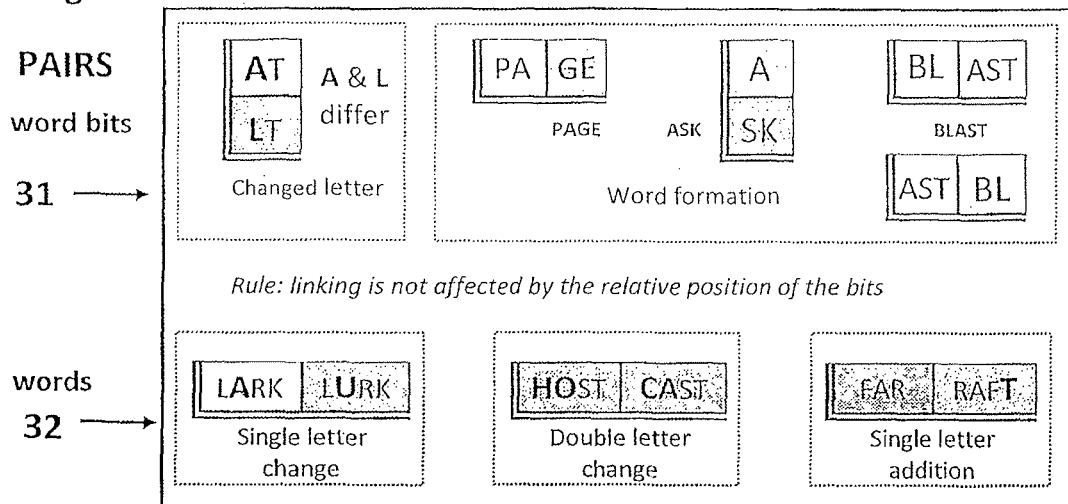 PAIRS
word bits
31
AT
LT
A & L
differ
Changed letter
PA GE
PAGE
ASK
A
SK
BL AST
BLAST
AST BL
Word formation
Rule: linking is not affected by the relative position of the bits
words
32
LARK LURK
Single letter
change
HOST CAST
Double letter
change
FAR RAFT
Single letter
addition